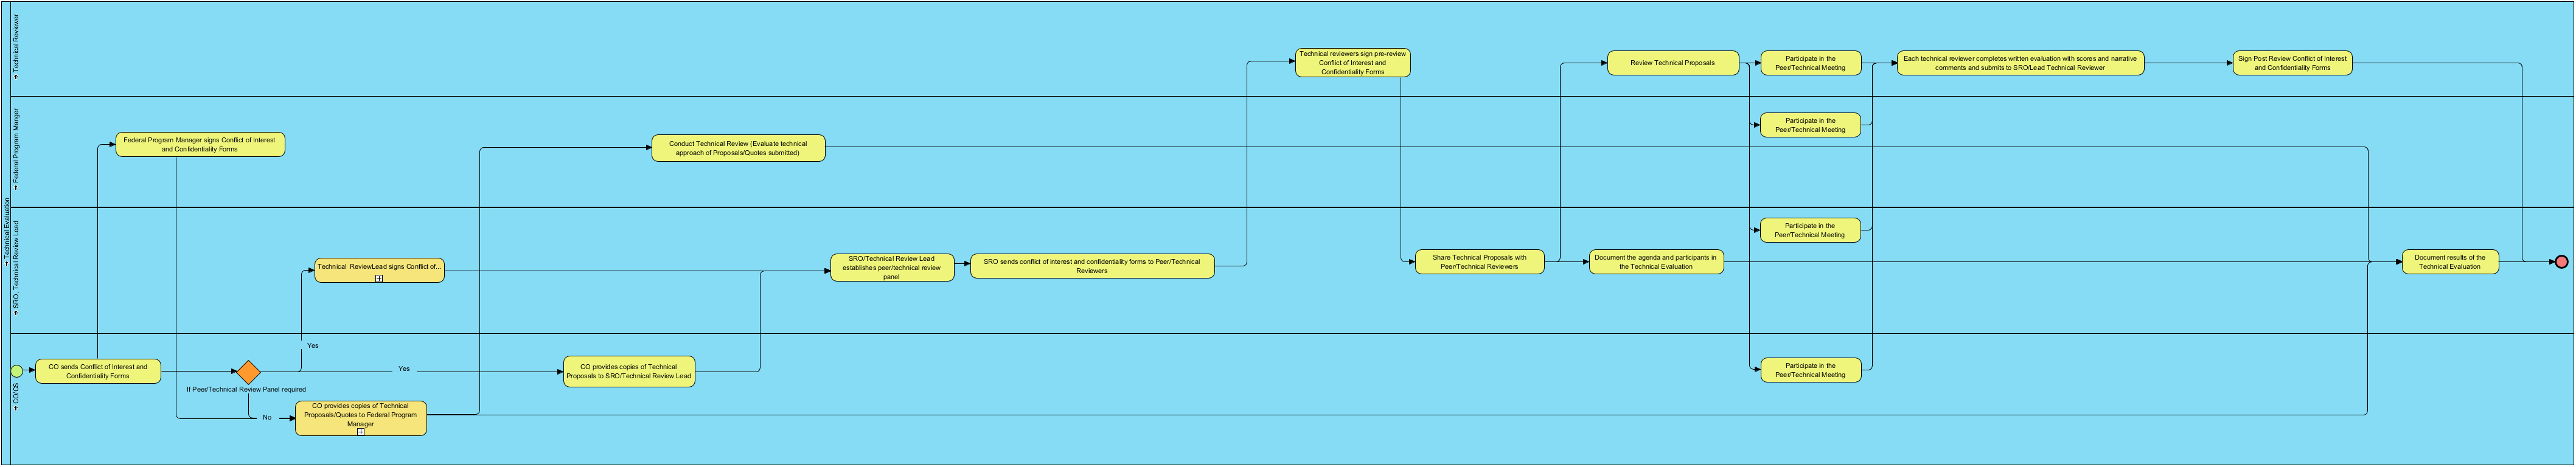 Technical Evaluation
Technical Reviewer
Federal Program Manger
SRO, Technical Review Lead
CO/CS
Technical reviewers sign pre-review
Conflict of Interest and
Confidentiality Forms
Review Technical Proposals
Participate in the
Peer/Technical Meeting
Each technical reviewer completes written evaluation with scores and narrative
comments and submits to SRO/Lead Technical Reviewer
Sign Post Review Conflict of Interest
and Confidentiality Forms
Federal Program Manager signs Conflict of Interest
and Confidentiality Forms
Conduct Technical Review (Evaluate technical
approach of Proposals/Quotes submitted)
Participate in the
Peer/Technical Meeting
Technical ReviewLead signs Conflict of...
SRO/Technical Review Lead
establishes peer/technical review
panel
SRO sends conflict of interest and confidentiality forms to Peer/Technical
Reviewers
Share Technical Proposals with
Peer/Technical Reviewers
Document the agenda and participants in
the Technical Evaluation
Participate in the
Peer/Technical Meeting
Document results of the
Technical Evaluation
CO sends Conflict of Interest and
Confidentiality Forms
If Peer/Technical Review Panel required
Yes
Yes
No
CO provides copies of Technical
Proposals to SRO/Technical Review Lead
CO provides copies of Technical
Proposals/Quotes to Federal Program
Manager
Participate in the
Peer/Technical Meeting